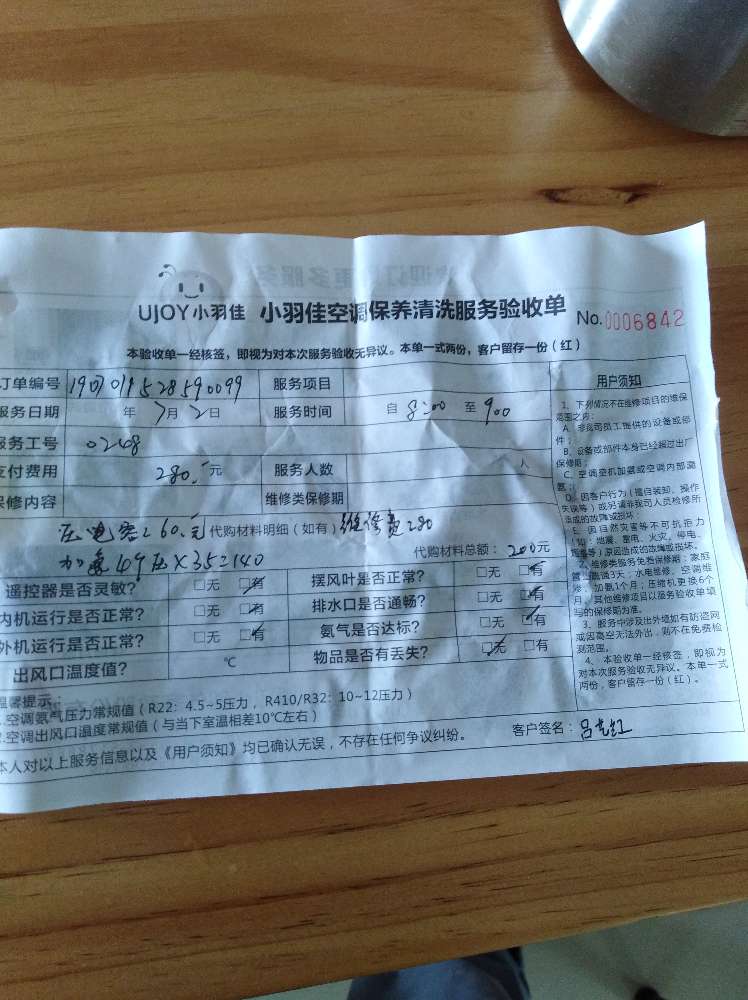 UJOY小羽佳 小羽佳空调保养清洗服务验收单 No.0006842
本验收单一经核签，即视为对本次服务验收无异议。本单一式两份，客户留存一份（红）
订单编号 服务项目
服务日期 年7月2日 服务时间 自8:00至900
服务工号 0248
支付费用 280.元 服务人数 人
保修内容 维修类保修期
代购材料明细（如有）维修费280
加氟4个压X35=140 代购材料总额：200元
遥控器是否灵敏？ 无 有 摆风叶是否正常？ 无 有
内机运行是否正常？ 无 有 排水口是否通畅？ 无 有
外机运行是否正常？ 无 有 氨气是否达标？ 无 有
出风口温度值？ ℃ 物品是否有丢失？ 无 有
温馨提示：
空调氨气压力常规值（R22：4.5~5压力，R410/R32：10~12压力）
空调出风口温度常规值（与当下室温相差10℃左右）
本人对以上服务信息以及《用户须知》均已确认无误，不存在任何争议纠纷。 客户签名：
用户须知
1、下列情况不在维修项目的维保
范围之内：
A、非我司员工提供的设备或部
件；
B、设备或部件本身已经超过出厂
保修期；
C、空调空机加氨或空调内部漏
氨；
D、因客户行为（擅自装卸、操作
失误等）或另请非我司人员检修所
造成的故障或损坏；
E、因自然灾害等不可抗拒力
（如：地震、雷电、火灾、停电、
等）原因造成的故障或损坏。
2、维修类服务免费保修期：家庭
管道疏通3天；水电维修、空调维
修、加氨1个月；压缩机更换6个
月，其他维修项目以服务验收单填
写的保修期为准。
3、服务中涉及出外墙如有防盗网
或因高空无法外出，则不在免费检
测范围。
4、本验收单一经核签，即视为
对本次服务验收无异议。本单一式
两份，客户留存一份（红）。